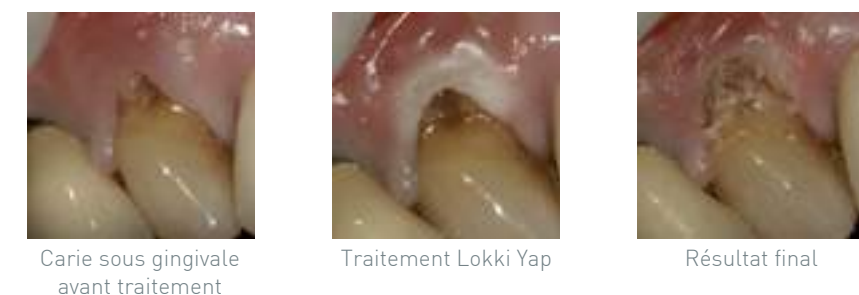 Carie sous gingivale
avant traitement
Traitement Lokki Yap
Résultat final